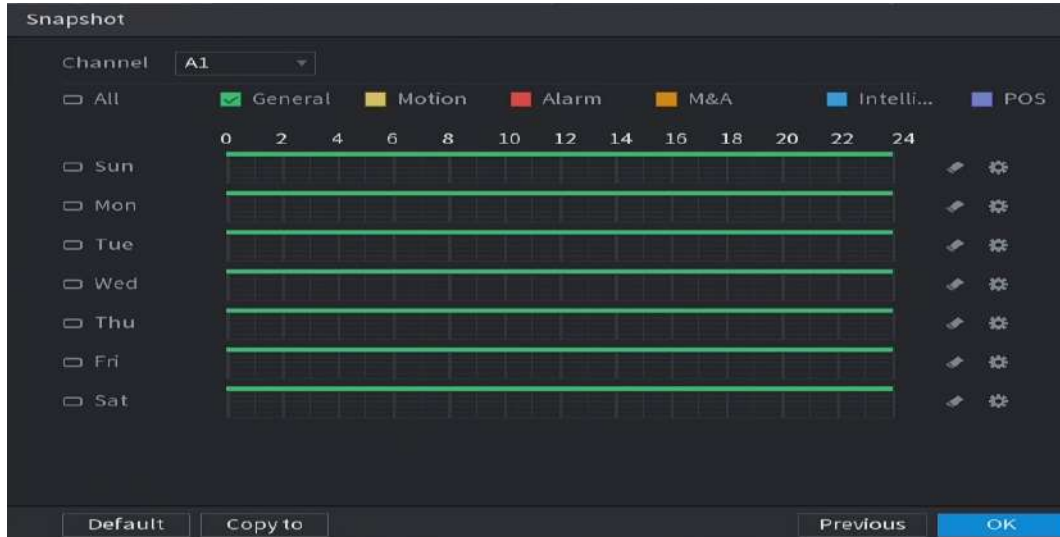 Snapshot
Channel A1
All General Motion Alarm M&A Intelli... POS
0 2 4 6 8 10 12 14 16 18 20 22 24
Sun
Mon
Tue
Wed
Thu
Fri
Sat
Default Copy to Previous OK